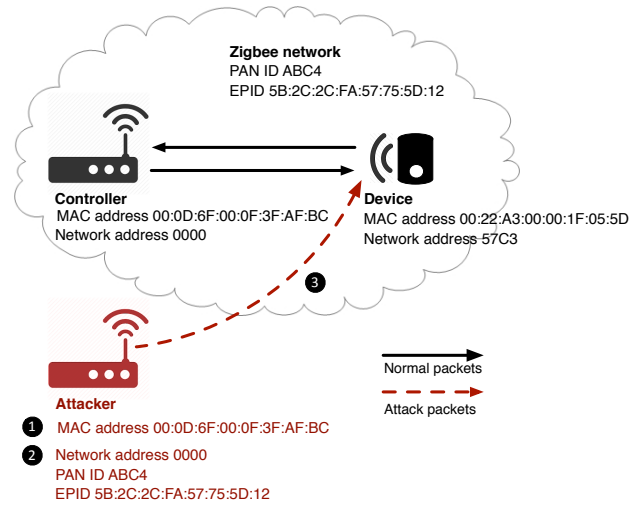 Zigbee network
PAN ID ABC4
EPID 5B:2C:2C:FA:57:75:5D:12
Controller
MAC address 00:0D:6F:00:0F:3F:AF:BC
Network address 0000
Device
MAC address 00:22:A3:00:00:1F:05:5D
Network address 57C3
3
Attacker
1 MAC address 00:0D:6F:00:0F:3F:AF:BC
2 Network address 0000
PAN ID ABC4
EPID 5B:2C:2C:FA:57:75:5D:12
Normal packets
Attack packets